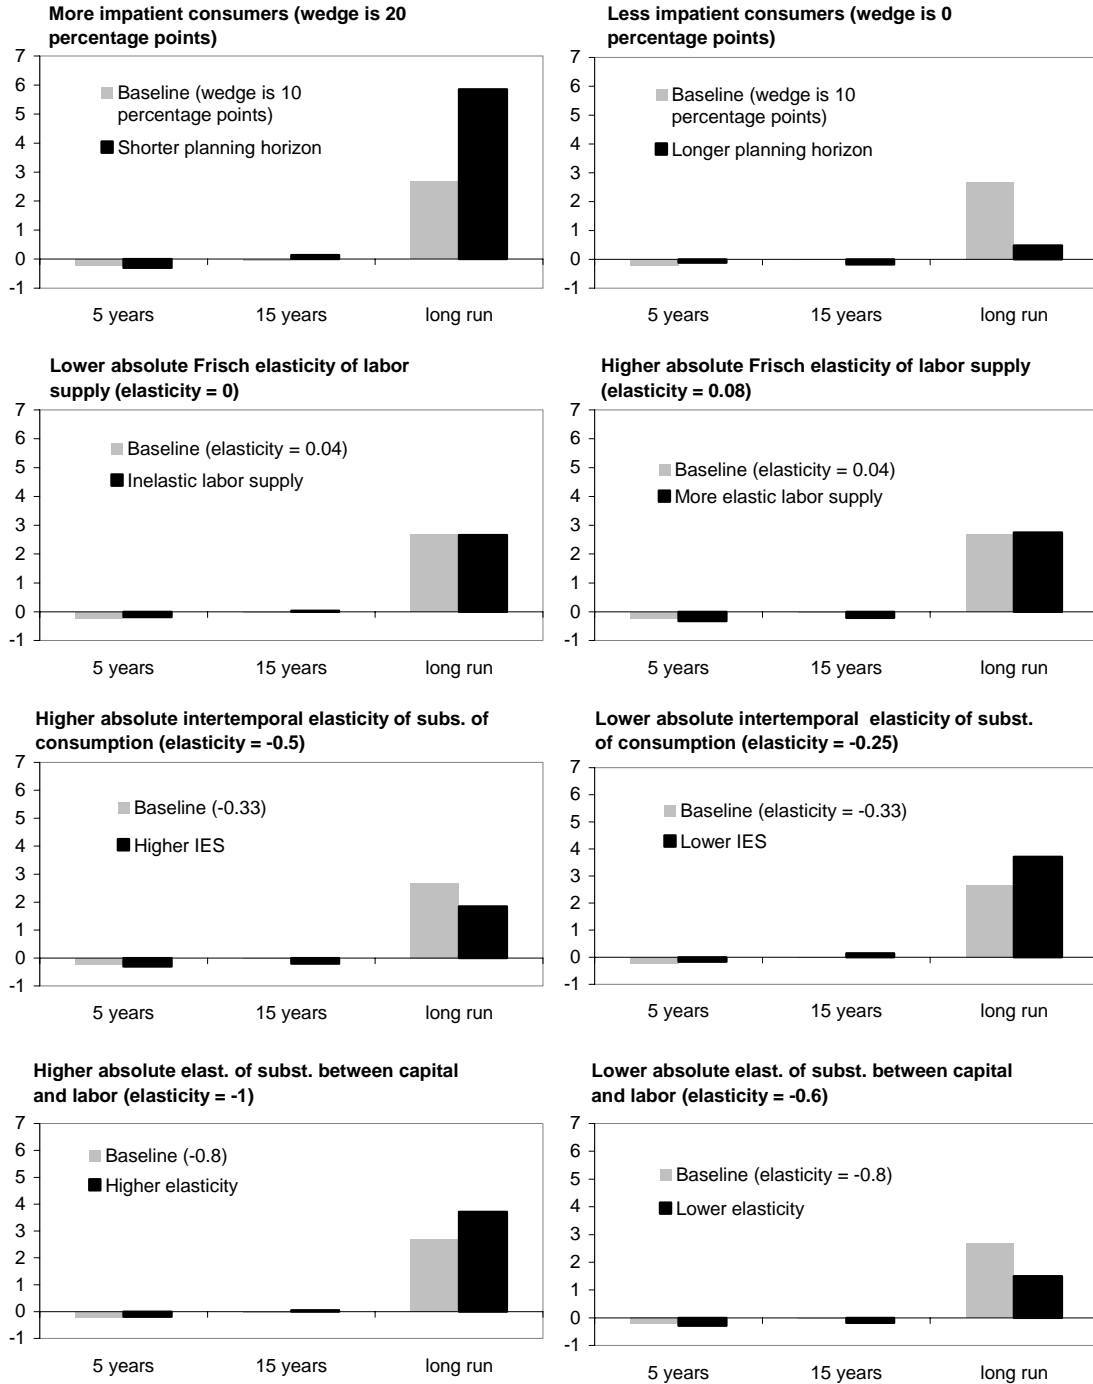 More impatient consumers (wedge is 20
percentage points)
7
6
5
4
3
2
1
0
-1
Baseline (wedge is 10
percentage points)
Shorter planning horizon
5 years
15 years
long run
Less impatient consumers (wedge is 0
percentage points)
7
6
5
4
3
2
1
0
-1
Baseline (wedge is 10
percentage points)
Longer planning horizon
5 years
15 years
long run
Lower absolute Frisch elasticity of labor
supply (elasticity = 0)
7
6
5
4
3
2
1
0
-1
Baseline (elasticity = 0.04)
Inelastic labor supply
5 years
15 years
long run
Higher absolute Frisch elasticity of labor supply
(elasticity = 0.08)
7
6
5
4
3
2
1
0
-1
Baseline (elasticity = 0.04)
More elastic labor supply
5 years
15 years
long run
Higher absolute intertemporal elasticity of subs. of
consumption (elasticity = -0.5)
7
6
5
4
3
2
1
0
-1
Baseline (-0.33)
Higher IES
5 years
15 years
long run
Lower absolute intertemporal elasticity of subst.
of consumption (elasticity = -0.25)
7
6
5
4
3
2
1
0
-1
Baseline (elasticity = -0.33)
Lower IES
5 years
15 years
long run
Higher absolute elast. of subst. between capital
and labor (elasticity = -1)
7
6
5
4
3
2
1
0
-1
Baseline (-0.8)
Higher elasticity
5 years
15 years
long run
Lower absolute elast. of subst. between capital
and labor (elasticity = -0.6)
7
6
5
4
3
2
1
0
-1
Baseline (elasticity = -0.8)
Lower elasticity
5 years
15 years
long run